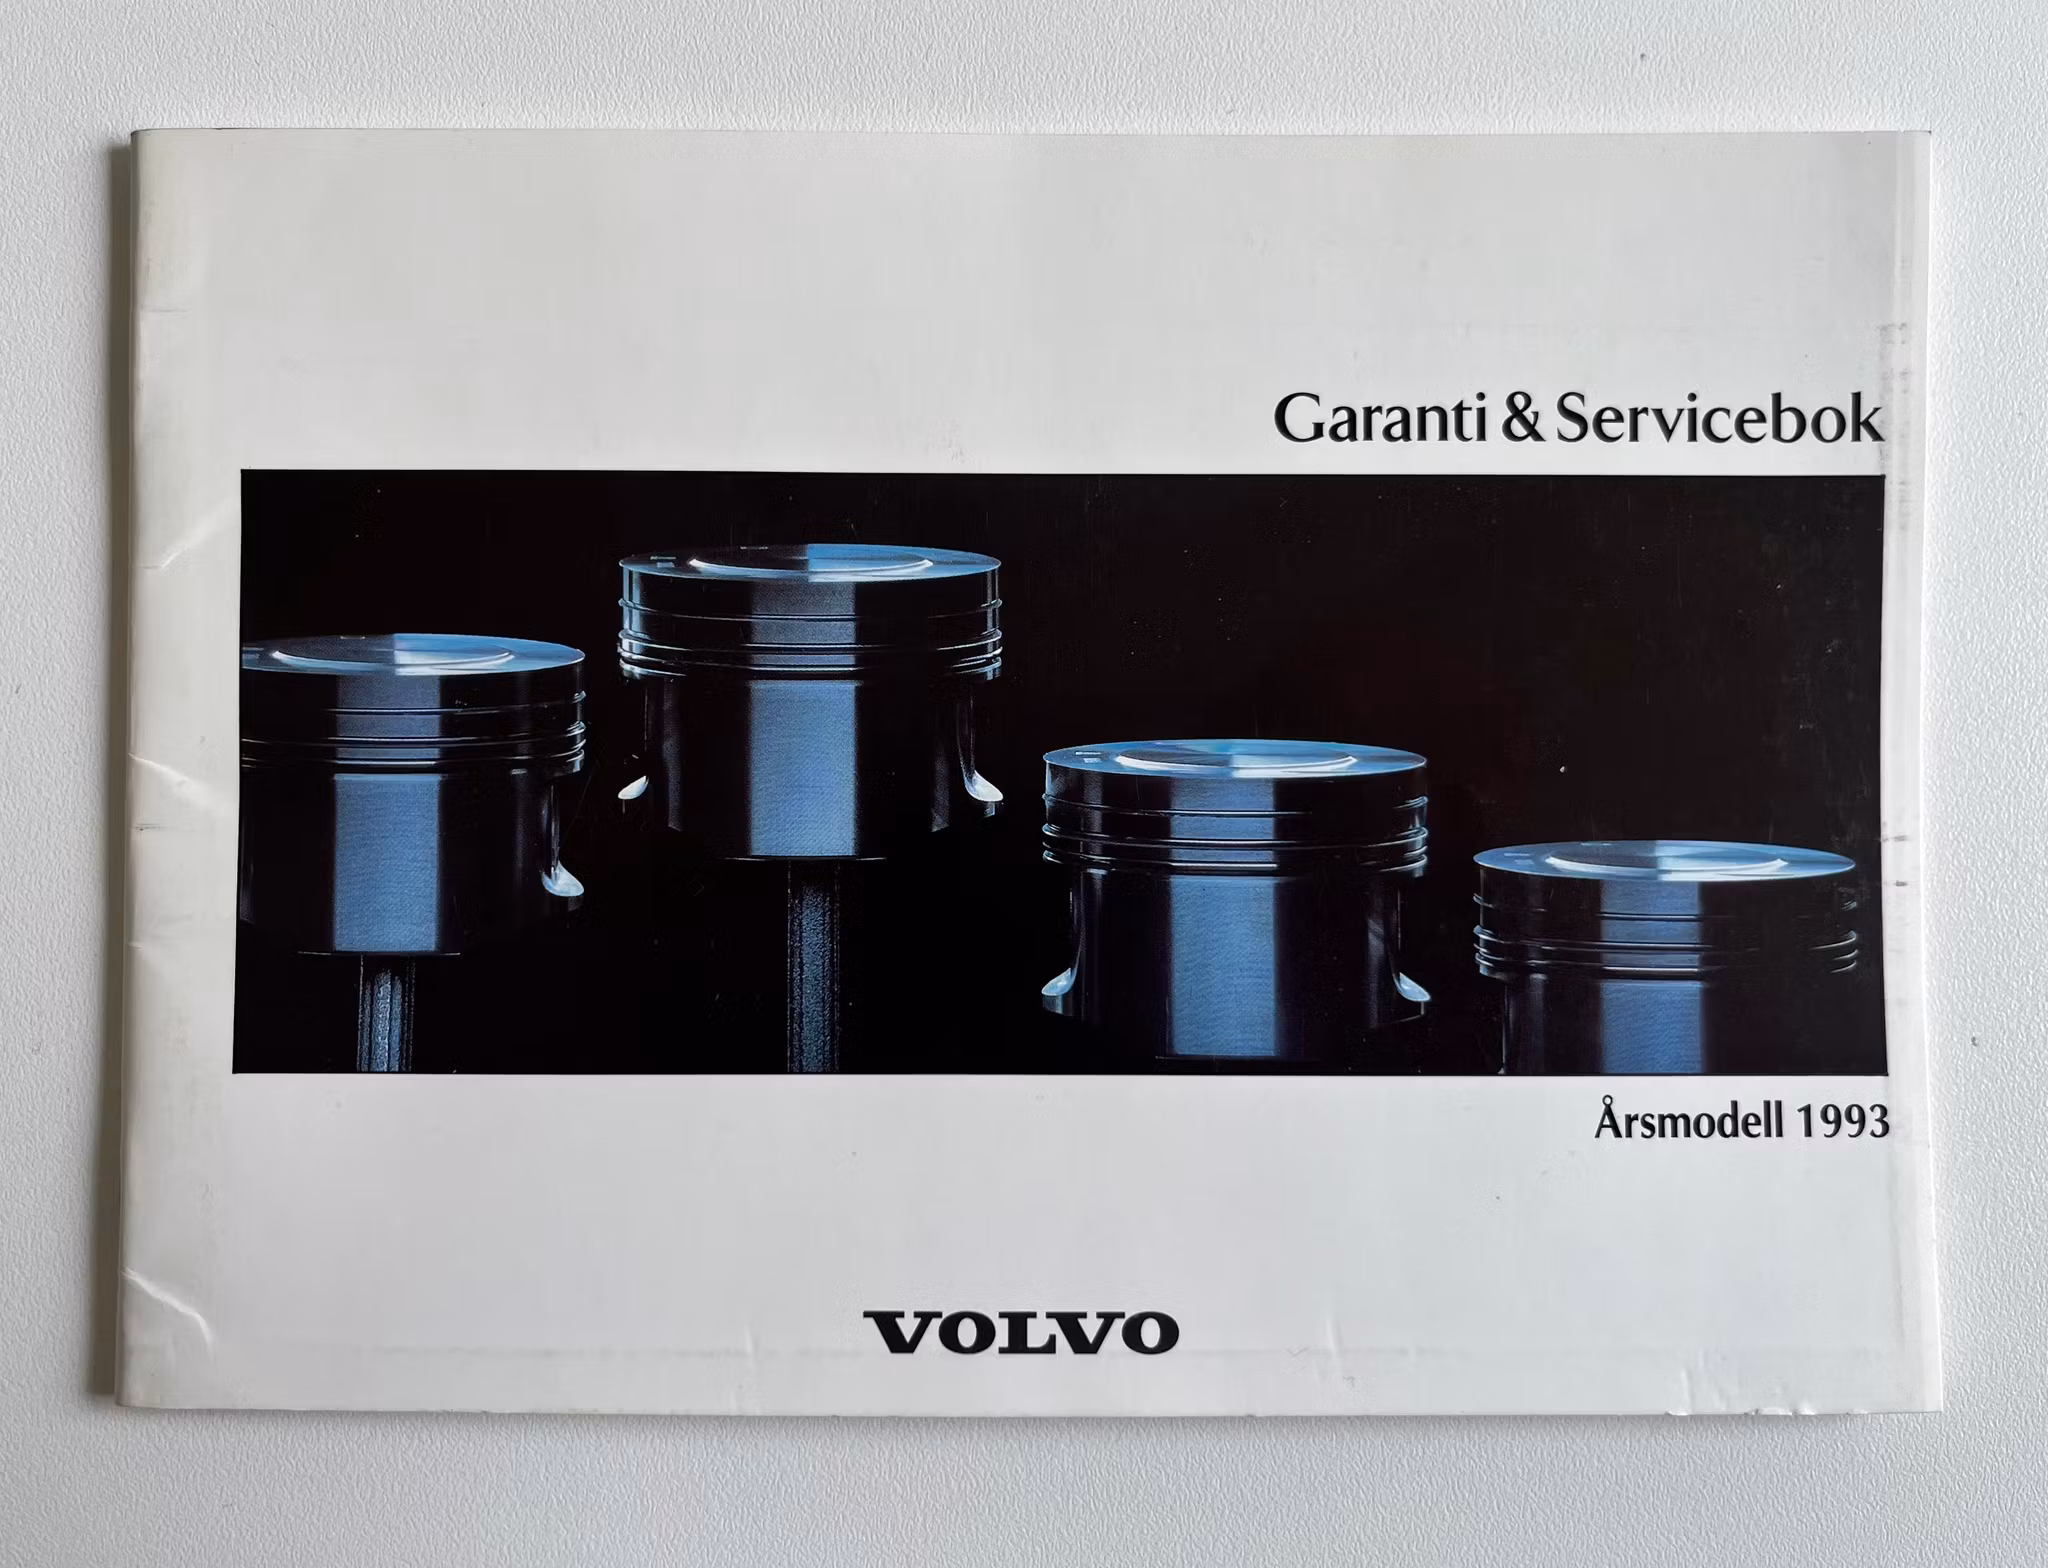 Garanti & Servicebok
Årsmodell 1993
VOLVO